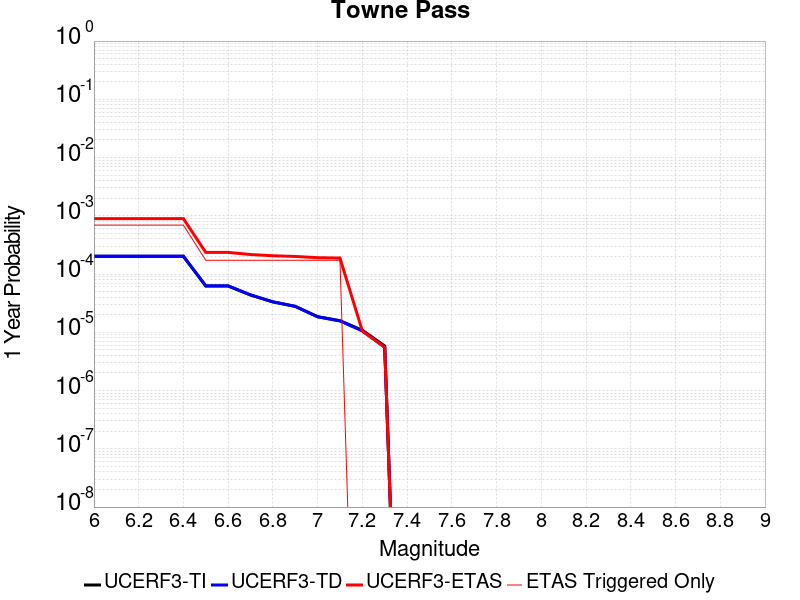 Towne Pass
10^0
10^-1
10^-2
10^-3
10^-4
10^-5
10^-6
10^-7
10^-8
1 Year Probability
6 6.2 6.4 6.6 6.8 7 7.2 7.4 7.6 7.8 8 8.2 8.4 8.6 8.8 9
Magnitude
UCERF3-TI UCERF3-TD UCERF3-ETAS ETAS Triggered Only